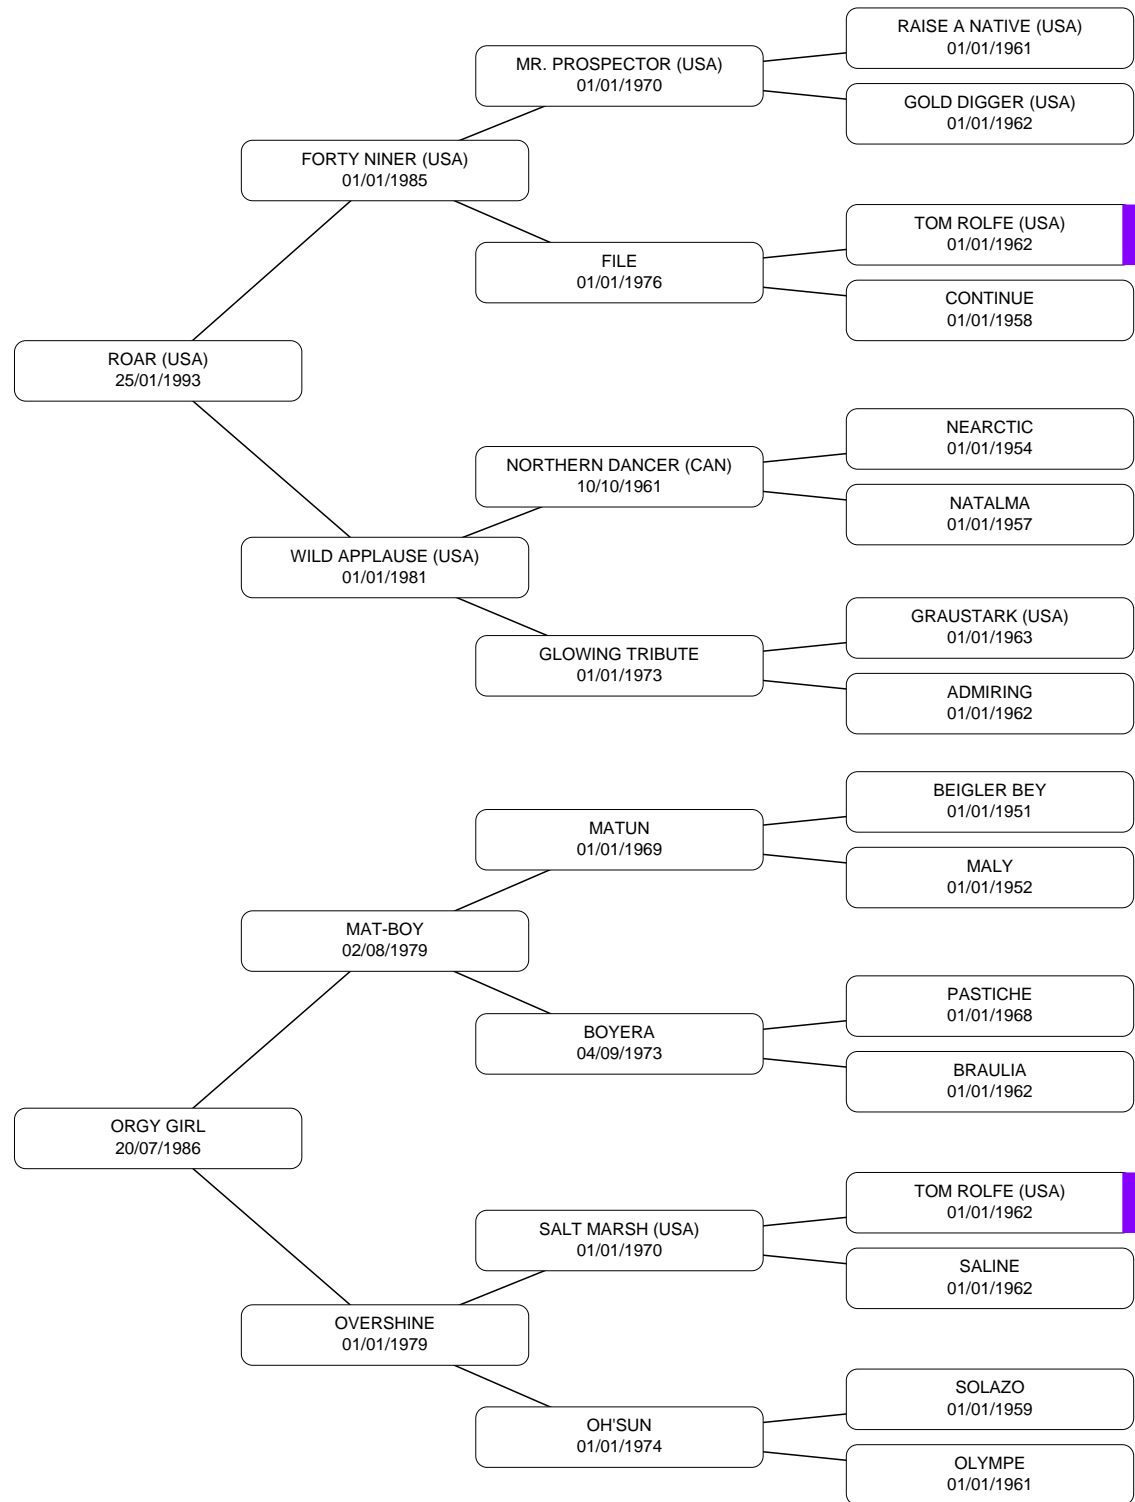 RAISE A NATIVE (USA)
01/01/1961
MR. PROSPECTOR (USA)
01/01/1970
GOLD DIGGER (USA)
01/01/1962
FORTY NINER (USA)
01/01/1985
TOM ROLFE (USA)
01/01/1962
FILE
01/01/1976
CONTINUE
01/01/1958
ROAR (USA)
25/01/1993
NEARCTIC
01/01/1954
NORTHERN DANCER (CAN)
10/10/1961
NATALMA
01/01/1957
WILD APPLAUSE (USA)
01/01/1981
GRAUSTARK (USA)
01/01/1963
GLOWING TRIBUTE
01/01/1973
ADMIRING
01/01/1962
BEIGLER BEY
01/01/1951
MATUN
01/01/1969
MALY
01/01/1952
MAT-BOY
02/08/1979
PASTICHE
01/01/1968
BOYERA
04/09/1973
BRAULIA
01/01/1962
ORGY GIRL
20/07/1986
TOM ROLFE (USA)
01/01/1962
SALT MARSH (USA)
01/01/1970
SALINE
01/01/1962
OVERSHINE
01/01/1979
SOLAZO
01/01/1959
OH'SUN
01/01/1974
OLYMPE
01/01/1961